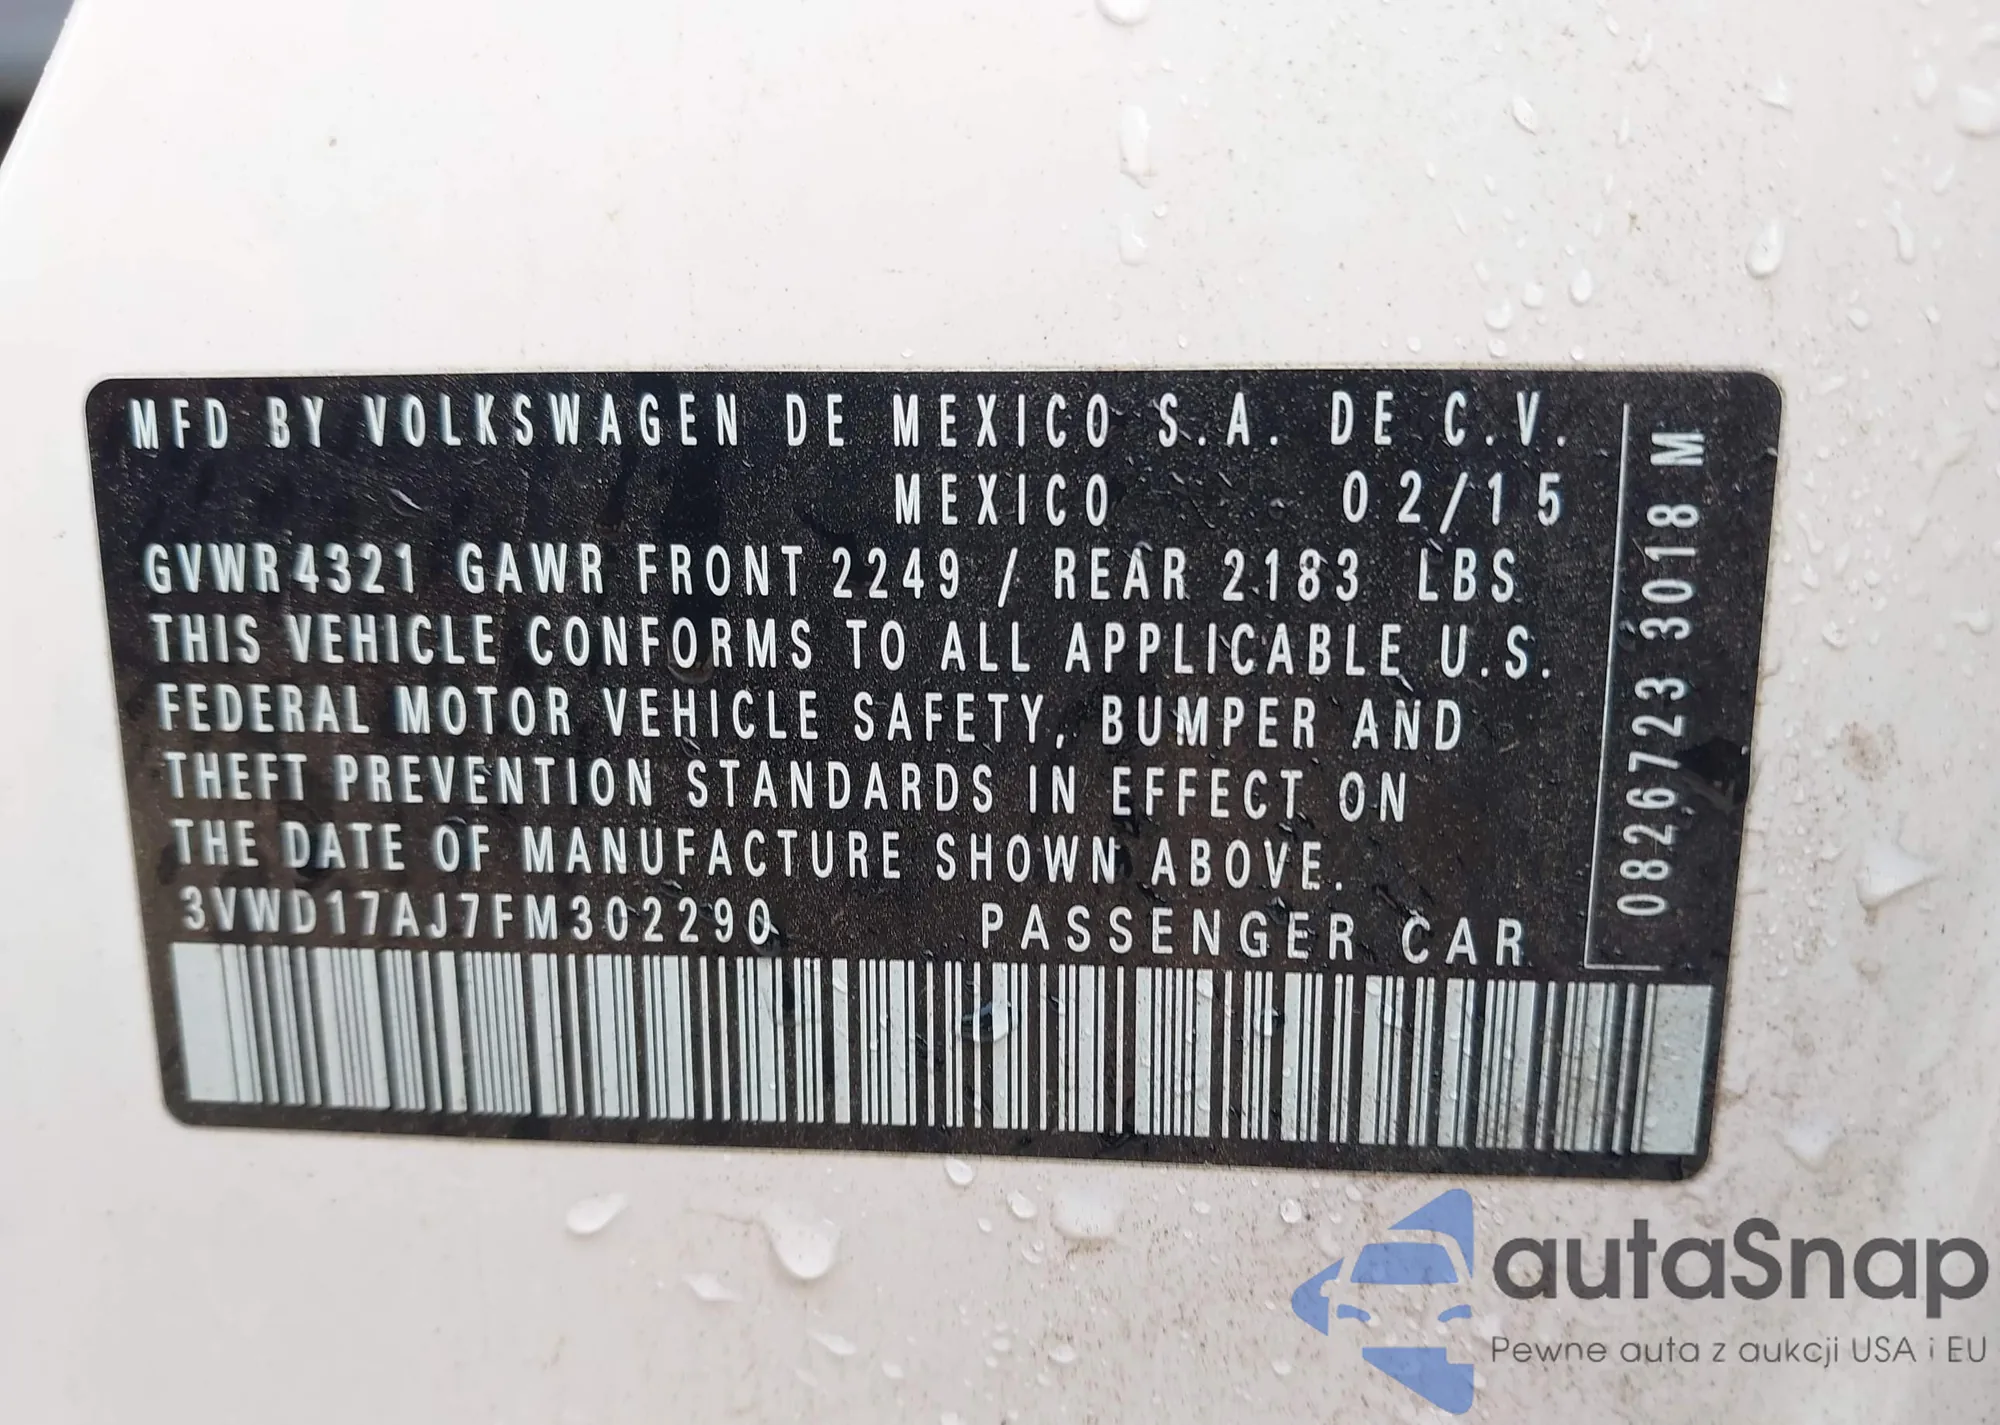 MFD BY VOLKSWAGEN DE MEXICO S.A. DE C.V.
MEXICO 02/15
GVWR 4321 GAWR FRONT 2249 / REAR 2183 LBS
THIS VEHICLE CONFORMS TO ALL APPLICABLE U.S.
FEDERAL MOTOR VEHICLE SAFETY, BUMPER AND
THEFT PREVENTION STANDARDS IN EFFECT ON
THE DATE OF MANUFACTURE SHOWN ABOVE.
3VWD17AJ7FM302290 PASSENGER CAR
0826723 3018 M
autaSnap
Pewne auta z aukcji USA i EU